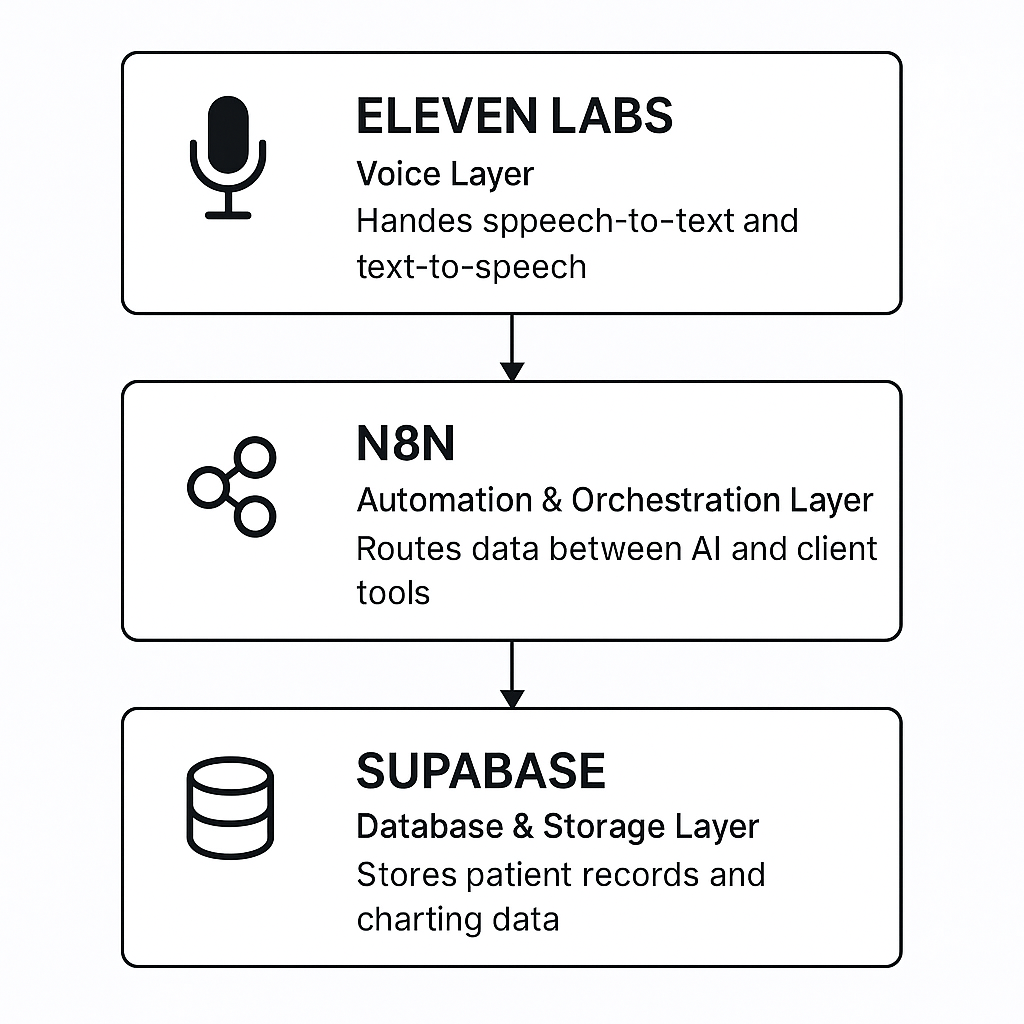 ELEVEN LABS
Voice Layer
Handes sppeech-to-text and
text-to-speech
N8N
Automation & Orchestration Layer
Routes data between AI and client
tools
SUPABASE
Database & Storage Layer
Stores patient records and
charting data